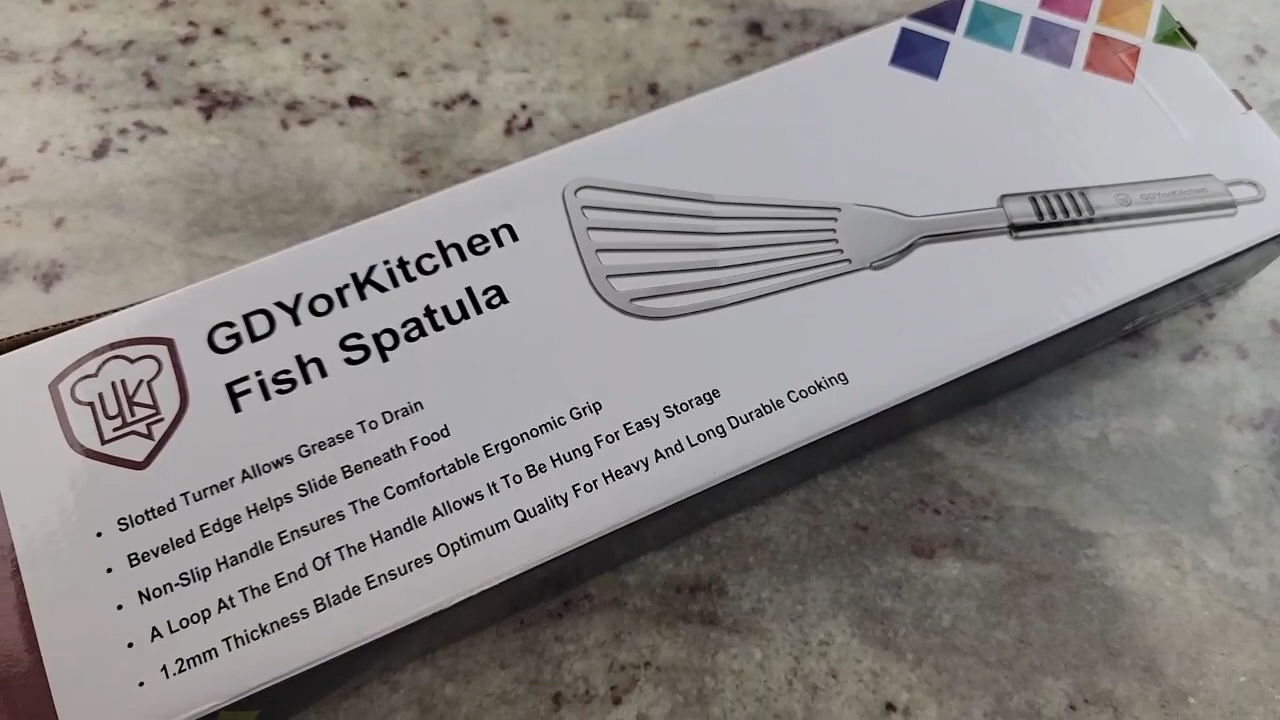 GDYorKitchen
Fish Spatula
YK
• Slotted Turner Allows Grease To Drain
• Beveled Edge Helps Slide Beneath Food
• Non-Slip Handle Ensures The Comfortable Ergonomic Grip
• A Loop At The End Of The Handle Allows It To Be Hung For Easy Storage
• 1.2mm Thickness Blade Ensures Optimum Quality For Heavy And Long Durable Cooking
GDYorKitchen